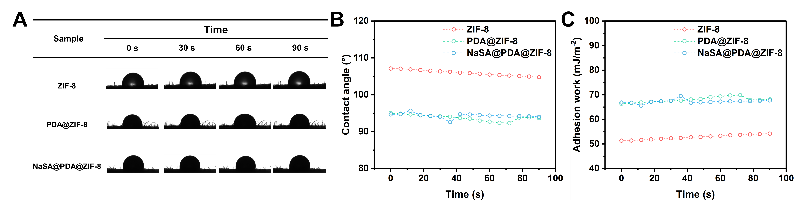 A
Sample
Time
0 s 30 s 60 s 90 s
ZIF-8
PDA@ZIF-8
NaSA@PDA@ZIF-8
B
Contact angle (°)
120
110
100
90
80
ZIF-8
PDA@ZIF-8
NaSA@PDA@ZIF-8
0 20 40 60 80 100
Time (s)
C
Adhesion work (mJ/m-²)
100
90
80
70
60
50
40
ZIF-8
PDA@ZIF-8
NaSA@PDA@ZIF-8
0 20 40 60 80 100
Time (s)